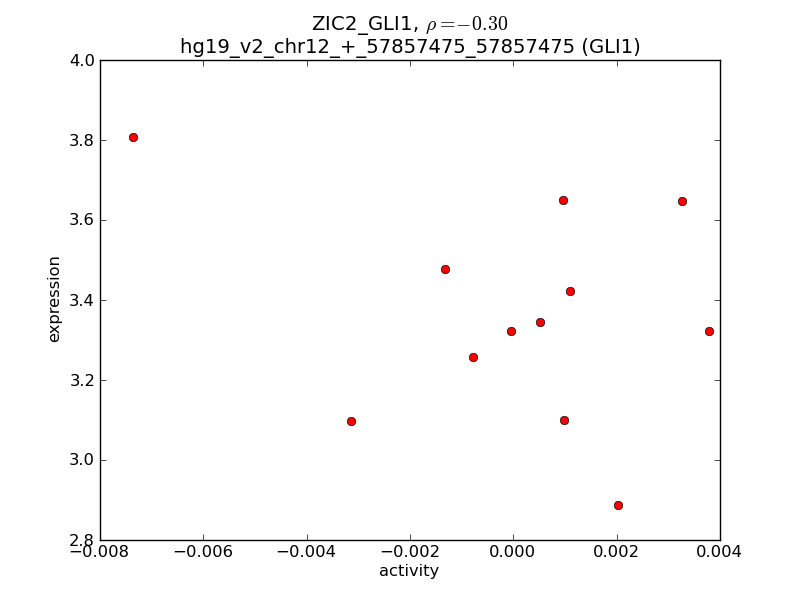 ZIC2_GLI1, ρ = −0.30
hg19_v2_chr12_+_57857475_57857475 (GLI1)
4.0
3.8
3.6
3.4
3.2
3.0
2.8
expression
−0.008 −0.006 −0.004 −0.002 0.000 0.002 0.004
activity